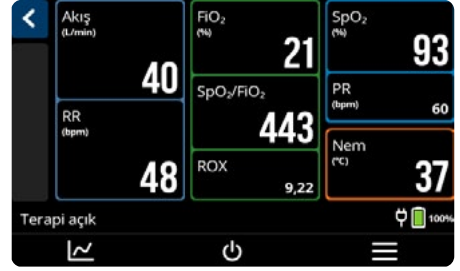 Akış
(L/min)
40
RR
(bpm)
48
FiO₂
(%)
21
SpO₂/FiO₂
443
ROX
9,22
SpO₂
(%)
93
PR
(bpm)
60
Nem
(°C)
37
Terapi açık
100%